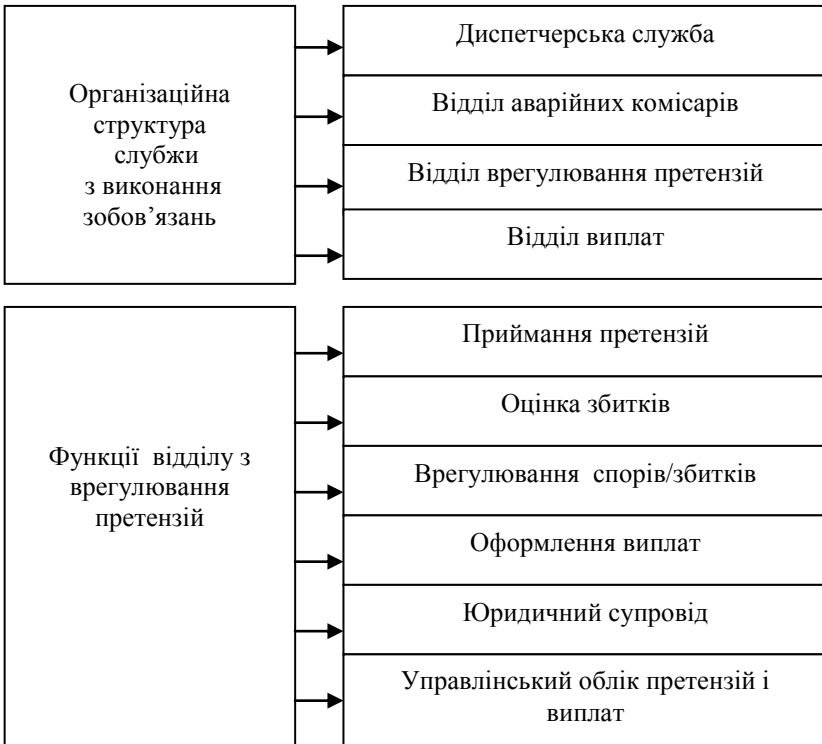 Організаційна
структура
слубжи
з виконання
зобов’язань
Диспетчерська служба
Відділ аварійних комісарів
Відділ врегулювання претензій
Відділ виплат
Функції відділу з
врегулювання
претензій
Приймання претензій
Оцінка збитків
Врегулювання спорів/збитків
Оформлення виплат
Юридичний супровід
Управлінський облік претензій і
виплат